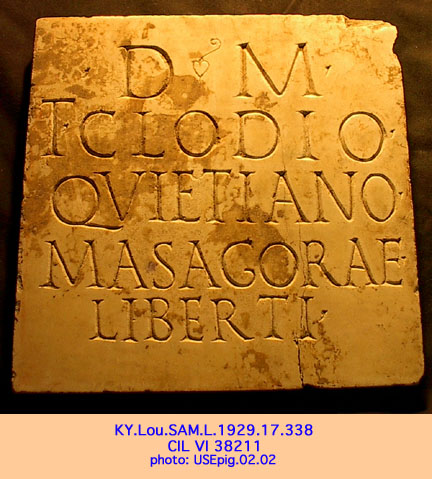 D ❦ M ·
T · CLODIO ·
QVIETIANO
MASAGORAE ·
LIBERTI ·
KY.Lou.SAM.L.1929.17.338
CIL VI 38211
photo: USEpig.02.02